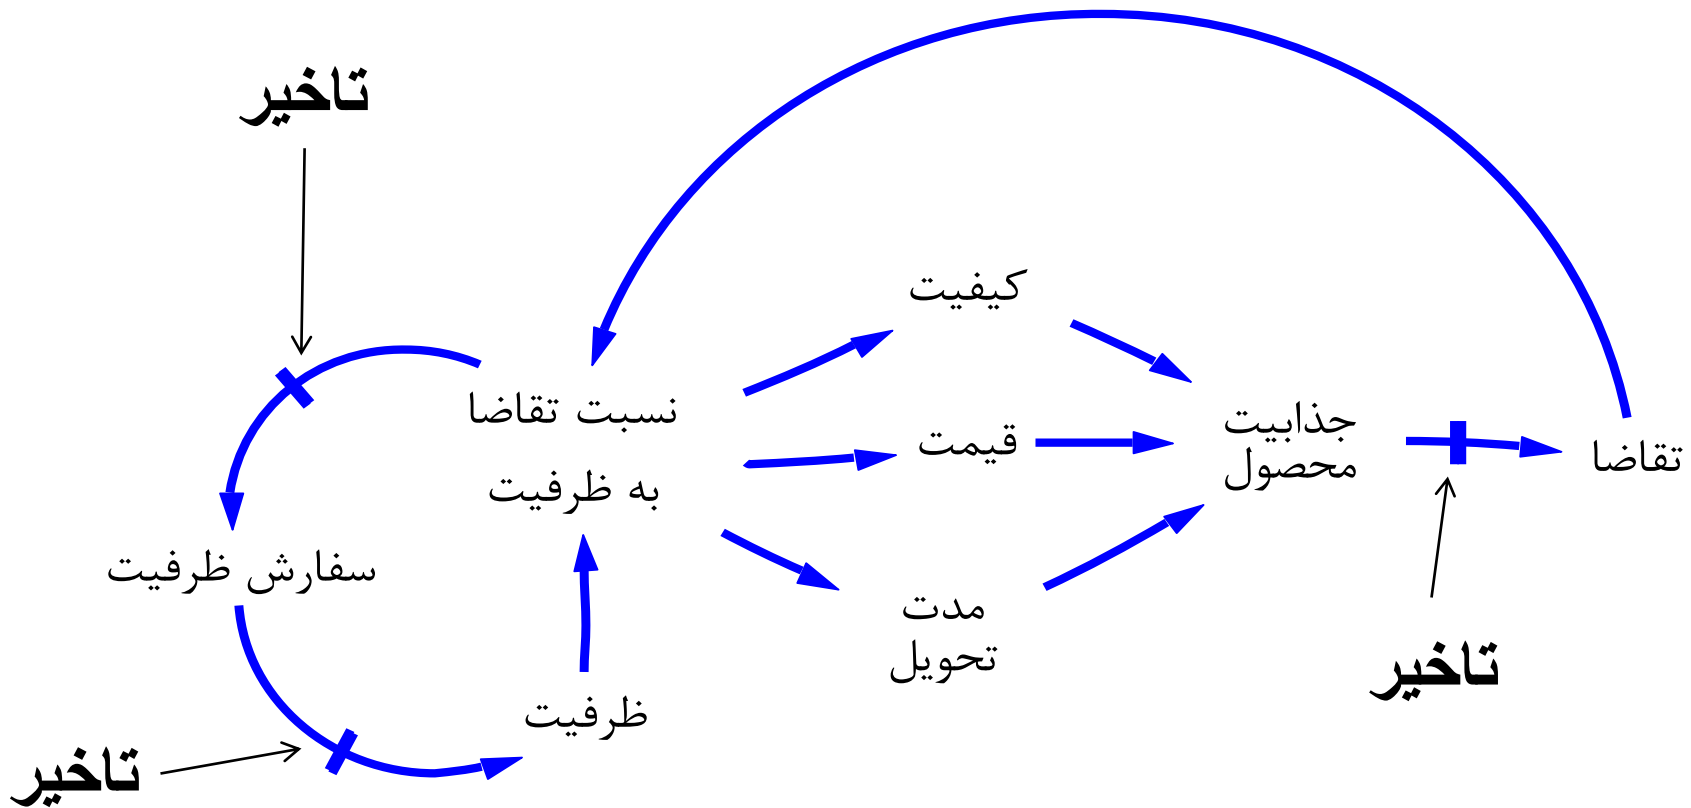 تاخیر
کیفیت
نسبت تقاضا
به ظرفیت
قیمت
جذابیت
محصول
تقاضا
سفارش ظرفیت
مدت
تحویل
تاخیر
ظرفیت
تاخیر